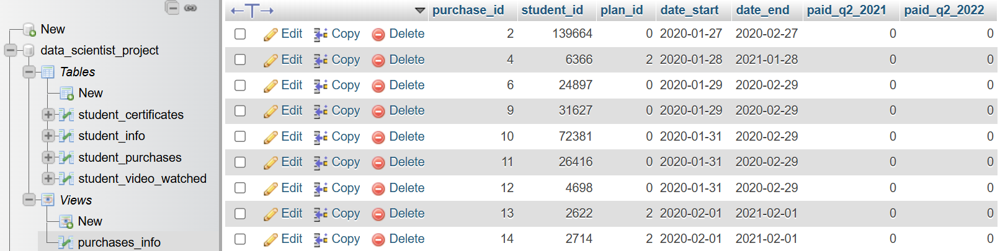 New
data_scientist_project
Tables
New
student_certificates
student_info
student_purchases
student_video_watched
Views
New
purchases_info
purchase_id student_id plan_id date_start date_end paid_q2_2021 paid_q2_2022
Edit Copy Delete 2 139664 0 2020-01-27 2020-02-27 0 0
Edit Copy Delete 4 6366 2 2020-01-28 2021-01-28 0 0
Edit Copy Delete 6 24897 0 2020-01-29 2020-02-29 0 0
Edit Copy Delete 9 31627 0 2020-01-29 2020-02-29 0 0
Edit Copy Delete 10 72381 0 2020-01-31 2020-02-29 0 0
Edit Copy Delete 11 26416 0 2020-01-31 2020-02-29 0 0
Edit Copy Delete 12 4698 0 2020-01-31 2020-02-29 0 0
Edit Copy Delete 13 2622 2 2020-02-01 2021-02-01 0 0
Edit Copy Delete 14 2714 2 2020-02-01 2021-02-01 0 0